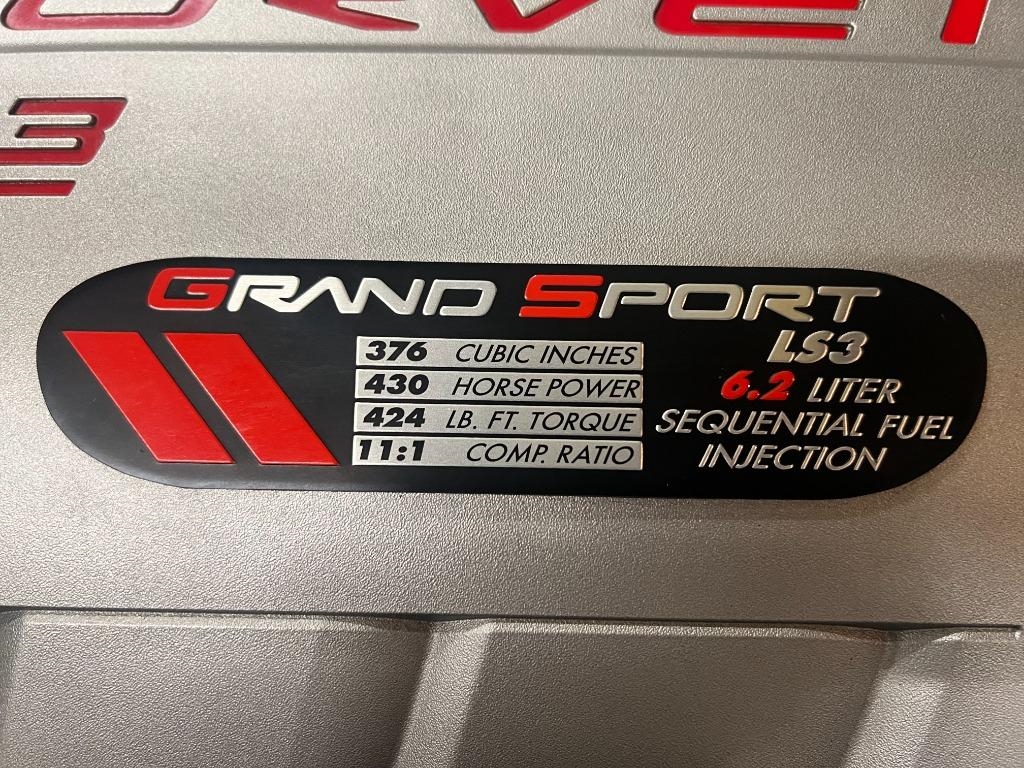 3
GRAND SPORT
376 CUBIC INCHES
430 HORSE POWER
424 LB. FT. TORQUE
11:1 COMP. RATIO
LS3
6.2 LITER
SEQUENTIAL FUEL
INJECTION